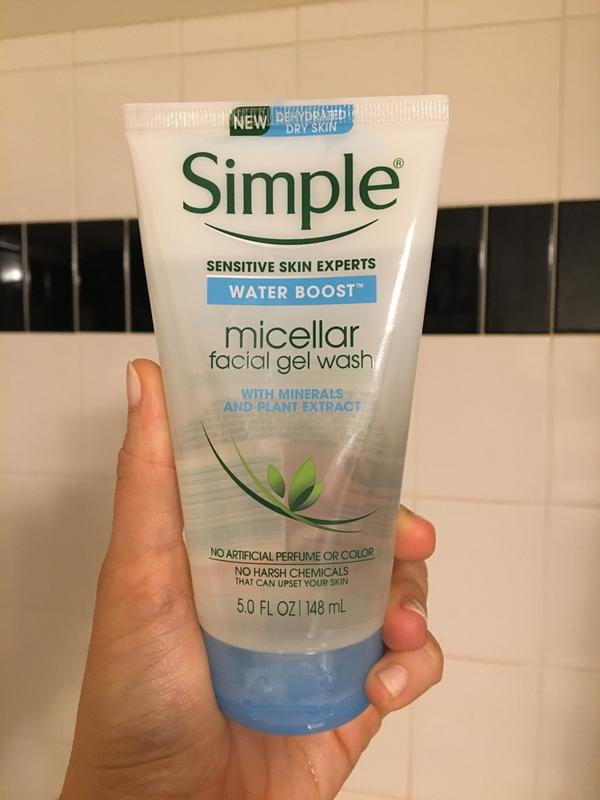 NEW DEHYDRATED
DRY SKIN
Simple®
SENSITIVE SKIN EXPERTS
WATER BOOST™
micellar
facial gel wash
WITH MINERALS
AND PLANT EXTRACT
NO ARTIFICIAL PERFUME OR COLOR
NO HARSH CHEMICALS
THAT CAN UPSET YOUR SKIN
5.0 FL OZ | 148 mL